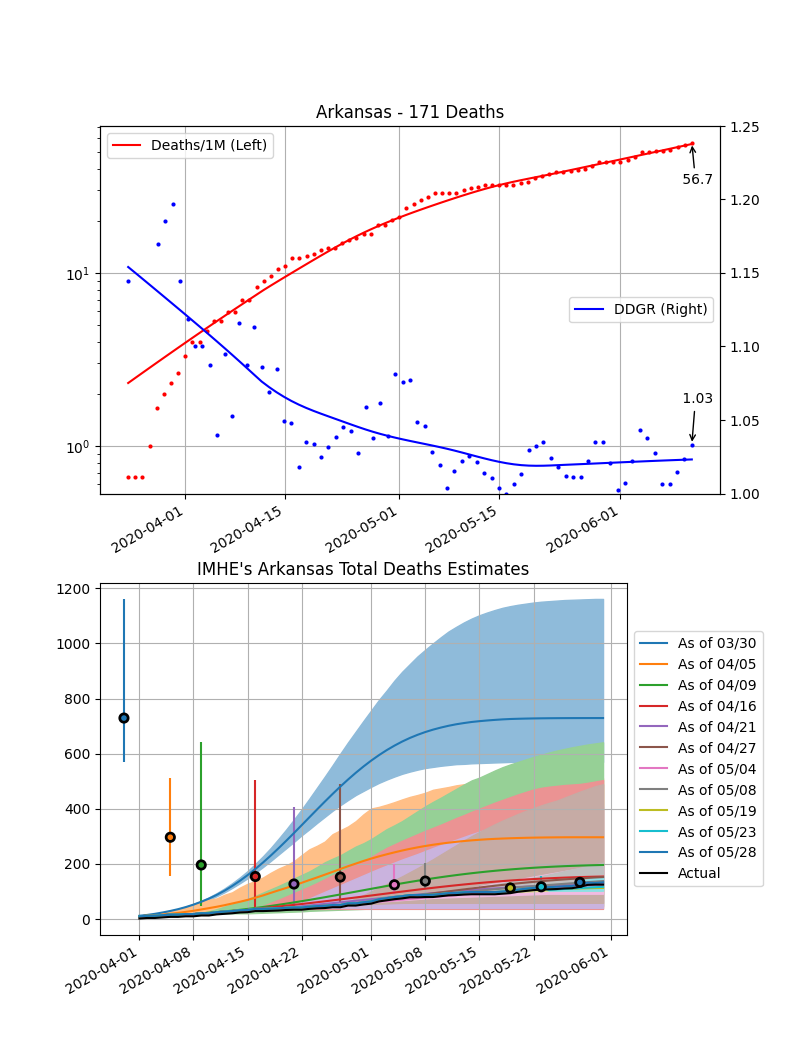 Arkansas - 171 Deaths
Deaths/1M (Left)
DDGR (Right)
56.7
1.03
10¹
10⁰
1.25
1.20
1.15
1.10
1.05
1.00
2020-04-01
2020-04-15
2020-05-01
2020-05-15
2020-06-01
IMHE's Arkansas Total Deaths Estimates
1200
1000
800
600
400
200
0
2020-04-01
2020-04-08
2020-04-15
2020-04-22
2020-05-01
2020-05-08
2020-05-15
2020-05-22
2020-06-01
As of 03/30
As of 04/05
As of 04/09
As of 04/16
As of 04/21
As of 04/27
As of 05/04
As of 05/08
As of 05/19
As of 05/23
As of 05/28
Actual